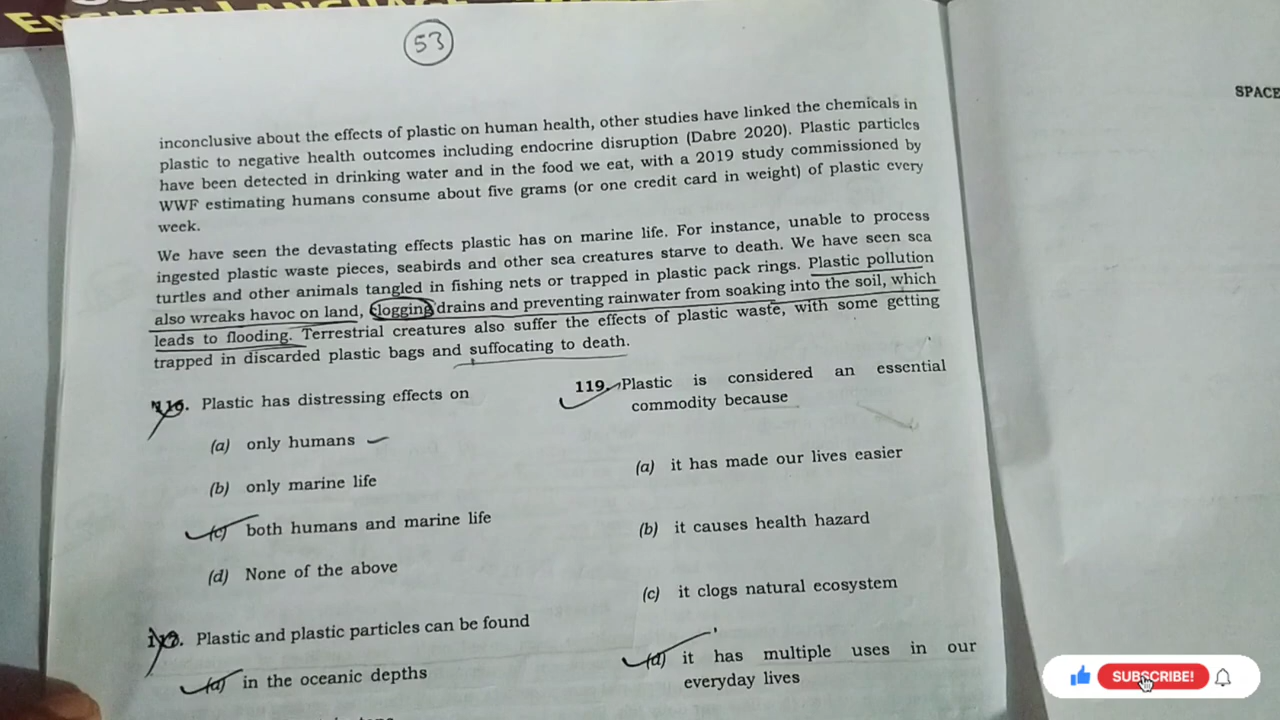 ENGLISH LANGUAGE
53
SPACE
inconclusive about the effects of plastic on human health, other studies have linked the chemicals in
plastic to negative health outcomes including endocrine disruption (Dabre 2020). Plastic particles
have been detected in drinking water and in the food we eat, with a 2019 study commissioned by
WWF estimating humans consume about five grams (or one credit card in weight) of plastic every
week.
We have seen the devastating effects plastic has on marine life. For instance, unable to process
ingested plastic waste pieces, seabirds and other sea creatures starve to death. We have seen sea
turtles and other animals tangled in fishing nets or trapped in plastic pack rings. Plastic pollution
also wreaks havoc on land, clogging drains and preventing rainwater from soaking into the soil, which
leads to flooding. Terrestrial creatures also suffer the effects of plastic waste, with some getting
trapped in discarded plastic bags and suffocating to death.
116. Plastic has distressing effects on
(a) only humans
(b) only marine life
(c) both humans and marine life
(d) None of the above
117. Plastic and plastic particles can be found
(a) in the oceanic depths
119. Plastic is considered an essential
commodity because
(a) it has made our lives easier
(b) it causes health hazard
(c) it clogs natural ecosystem
(d) it has multiple uses in our
everyday lives
SUBSCRIBE!